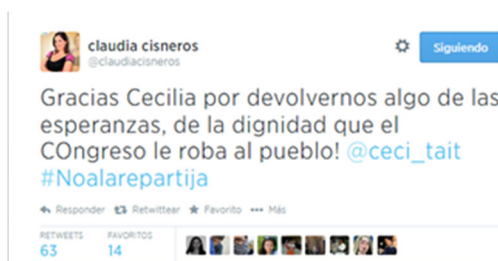 claudia cisneros
@claudiacisneros
Siguiendo
Gracias Cecilia por devolvernos algo de las
esperanzas, de la dignidad que el
COngreso le roba al pueblo! @ceci_tait
#Noalarepartija
Responder Retwittear Favorito Más
RETWEETS FAVORITOS
63 14